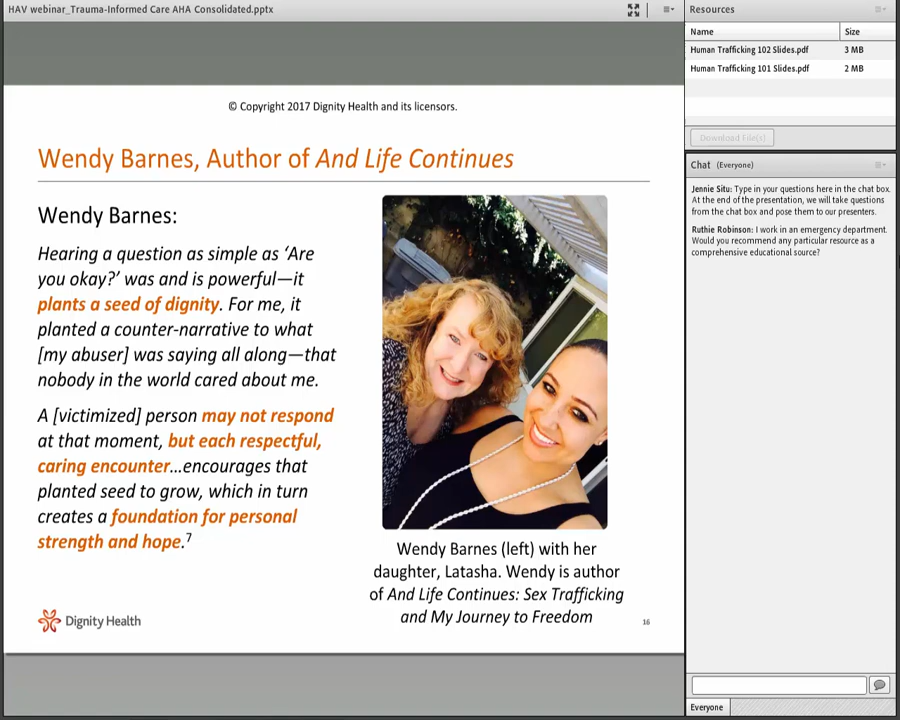 HAV webinar_Trauma-Informed Care AHA Consolidated.pptx
© Copyright 2017 Dignity Health and its licensors.
Wendy Barnes, Author of And Life Continues
Wendy Barnes:
Hearing a question as simple as ‘Are
you okay?’ was and is powerful—it
plants a seed of dignity. For me, it
planted a counter-narrative to what
[my abuser] was saying all along—that
nobody in the world cared about me.
A [victimized] person may not respond
at that moment, but each respectful,
caring encounter…encourages that
planted seed to grow, which in turn
creates a foundation for personal
strength and hope.7
Wendy Barnes (left) with her
daughter, Latasha. Wendy is author
of And Life Continues: Sex Trafficking
and My Journey to Freedom
Dignity Health
16
Resources
Name Size
Human Trafficking 102 Slides.pdf 3 MB
Human Trafficking 101 Slides.pdf 2 MB
Download File(s)
Chat (Everyone)
Jennie Situ: Type in your questions here in the chat box.
At the end of the presentation, we will take questions
from the chat box and pose them to our presenters.
Ruthie Robinson: I work in an emergency department.
Would you recommend any particular resource as a
comprehensive educational source?
Everyone